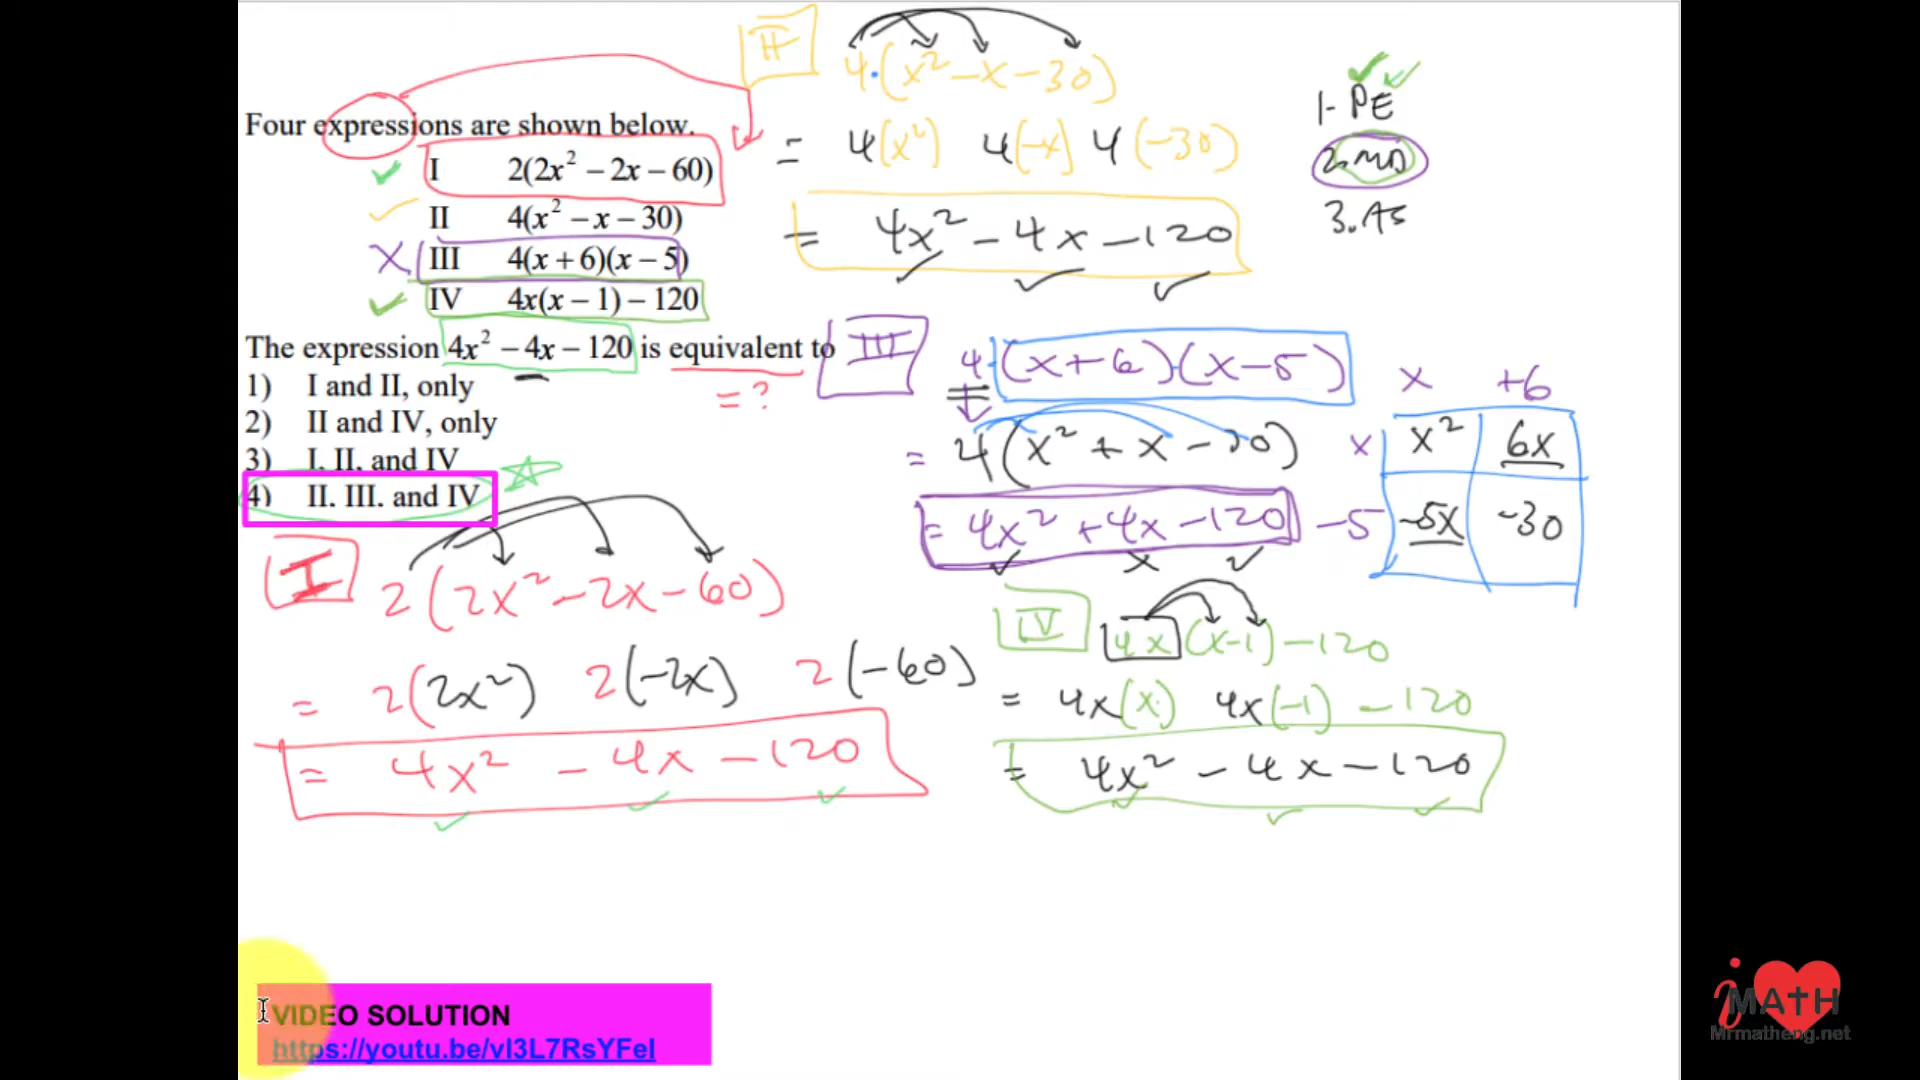 Four expressions are shown below.
I 2(2x² − 2x − 60)
II 4(x² − x − 30)
X III 4(x + 6)(x − 5)
IV 4x(x − 1) − 120
The expression 4x² − 4x − 120 is equivalent to
= ?
1) I and II, only
2) II and IV, only
3) I, II, and IV
4) II. III. and IV
I
2(2x² − 2x − 60)
= 2(2x²) 2(−2x) 2(−60)
= 4x² − 4x − 120
II
4·(x² − x − 30)
= 4(x²) 4(−x) 4(−30)
= 4x² − 4x − 120
1- PE
2. MD
3. AS
III
4·(x+6)·(x−5)
= 4(x² + x − 30)
= 4x² + 4x − 120
x
x +6
x x² 6x
−5 −5x −30
IV
4x(x−1) − 120
= 4x(x) 4x(−1) − 120
= 4x² − 4x − 120
VIDEO SOLUTION
https://youtu.be/vI3L7RsYFeI
i MATH
Mrmatheng.net